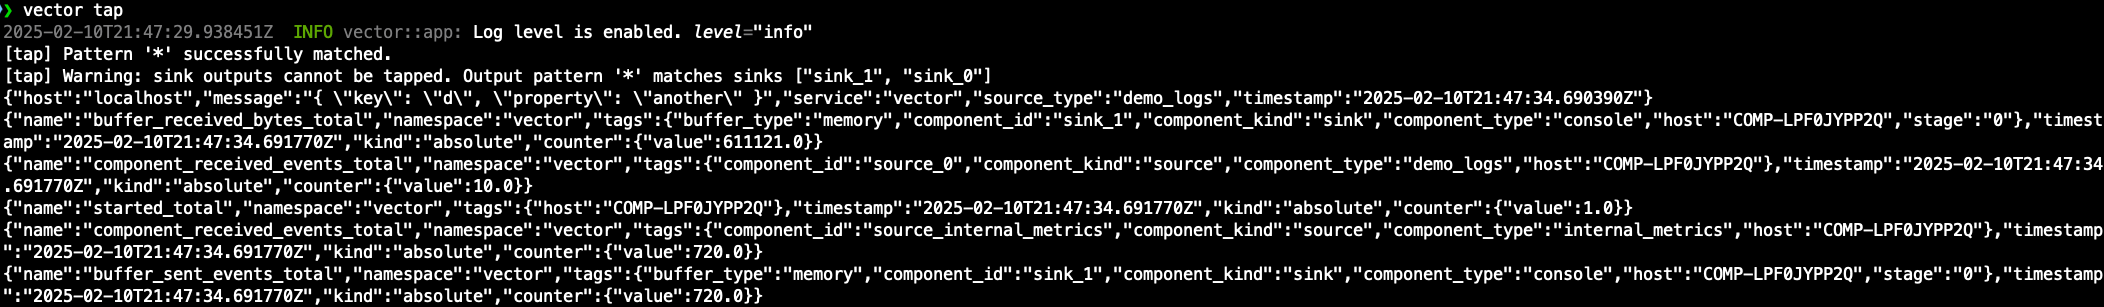 ❯ vector tap
2025-02-10T21:47:29.938451Z  INFO vector::app: Log level is enabled. level="info"
[tap] Pattern '*' successfully matched.
[tap] Warning: sink outputs cannot be tapped. Output pattern '*' matches sinks ["sink_1", "sink_0"]
{"host":"localhost","message":"{ \"key\": \"d\", \"property\": \"another\" }","service":"vector","source_type":"demo_logs","timestamp":"2025-02-10T21:47:34.690390Z"}
{"name":"buffer_received_bytes_total","namespace":"vector","tags":{"buffer_type":"memory","component_id":"sink_1","component_kind":"sink","component_type":"console","host":"COMP-LPF0JYPP2Q","stage":"0"},"timest
amp":"2025-02-10T21:47:34.691770Z","kind":"absolute","counter":{"value":611121.0}}
{"name":"component_received_events_total","namespace":"vector","tags":{"component_id":"source_0","component_kind":"source","component_type":"demo_logs","host":"COMP-LPF0JYPP2Q"},"timestamp":"2025-02-10T21:47:34
.691770Z","kind":"absolute","counter":{"value":10.0}}
{"name":"started_total","namespace":"vector","tags":{"host":"COMP-LPF0JYPP2Q"},"timestamp":"2025-02-10T21:47:34.691770Z","kind":"absolute","counter":{"value":1.0}}
{"name":"component_received_events_total","namespace":"vector","tags":{"component_id":"source_internal_metrics","component_kind":"source","component_type":"internal_metrics","host":"COMP-LPF0JYPP2Q"},"timestamp
":"2025-02-10T21:47:34.691770Z","kind":"absolute","counter":{"value":720.0}}
{"name":"buffer_sent_events_total","namespace":"vector","tags":{"buffer_type":"memory","component_id":"sink_1","component_kind":"sink","component_type":"console","host":"COMP-LPF0JYPP2Q","stage":"0"},"timestamp
":"2025-02-10T21:47:34.691770Z","kind":"absolute","counter":{"value":720.0}}